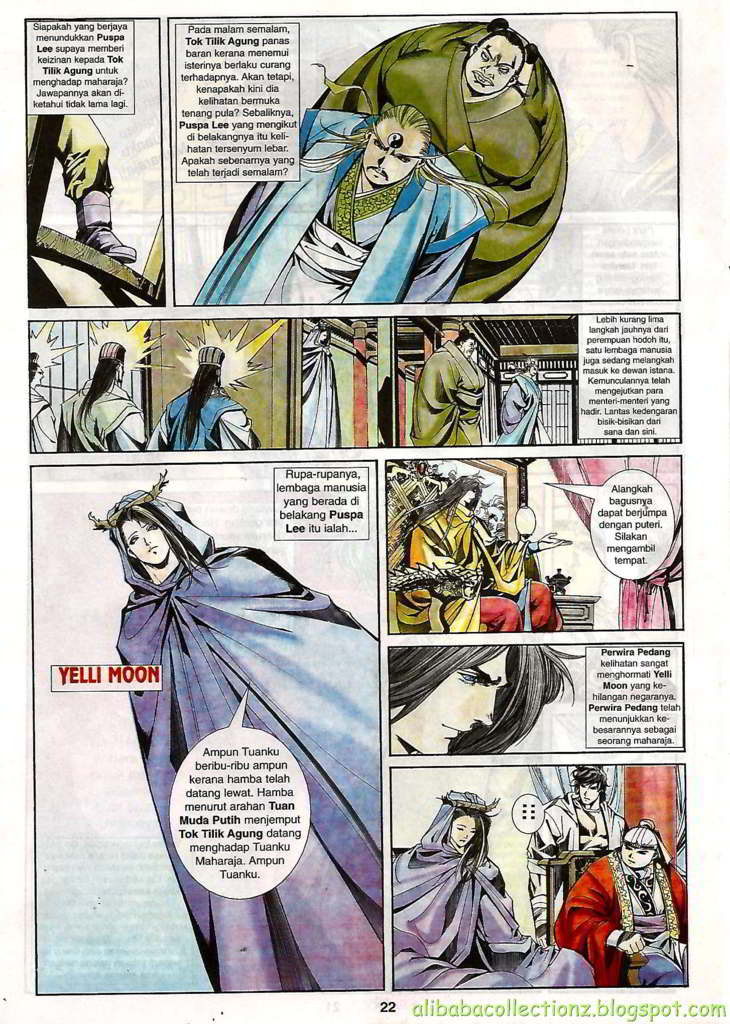 Siapakah yang berjaya
menundukkan Puspa
Lee supaya memberi
keizinan kepada Tok
Tilik Agung untuk
menghadap maharaja?
Jawapannya akan di-
ketahui tidak lama lagi.
Pada malam semalam,
Tok Tilik Agung panas
baran kerana menemui
isterinya berlaku curang
terhadapnya. Akan tetapi,
kenapakah kini dia
kelihatan bermuka
tenang pula? Sebaliknya,
Puspa Lee yang mengikut
di belakangnya itu keli-
hatan tersenyum lebar.
Apakah sebenarnya yang
telah terjadi semalam?
Lebih kurang lima
langkah jauhnya dari
perempuan hodoh itu,
satu lembaga manusia
juga sedang melangkah
masuk ke dewan istana.
Kemunculannya telah
mengejutkan para
menteri-menteri yang
hadir. Lantas kedengaran
bisik-bisikan dari
sana dan sini.
Rupa-rupanya,
lembaga manusia
yang berada di
belakang Puspa
Lee itu ialah...
YELLI MOON
Ampun Tuanku
beribu-ribu ampun
kerana hamba telah
datang lewat. Hamba
menurut arahan Tuan
Muda Putih menjemput
Tok Tilik Agung datang
menghadap Tuanku
Maharaja. Ampun
Tuanku.
Alangkah
bagusnya
dapat berjumpa
dengan puteri.
Silakan
mengambil
tempat.
Perwira Pedang
kelihatan sangat
menghormati Yelli
Moon yang ke-
hilangan negaranya.
Perwira Pedang telah
menunjukkan ke-
besarannya sebagai
seorang maharaja.
22
alibabacollectionz.blogspot.com